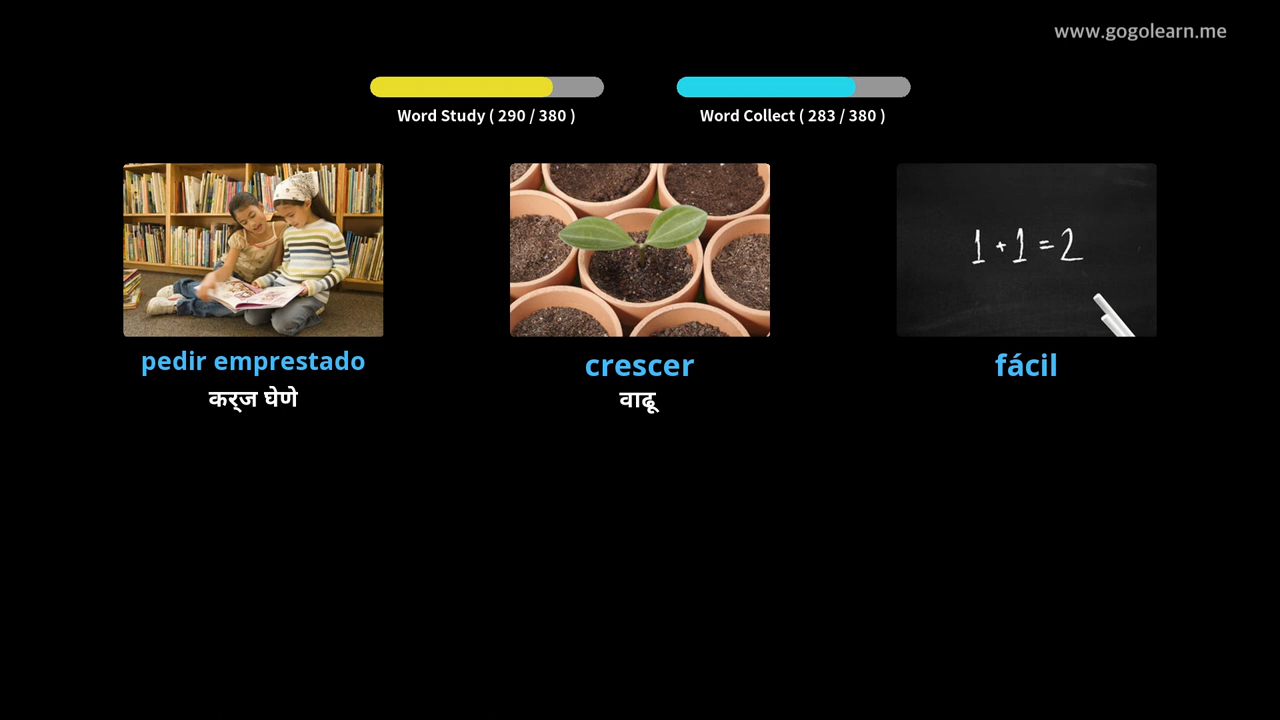 www.gogolearn.me
Word Study ( 290 / 380 )
Word Collect ( 283 / 380 )
1 + 1 = 2
pedir emprestado
crescer
fácil
कर्‍ज घेणे
वाढू